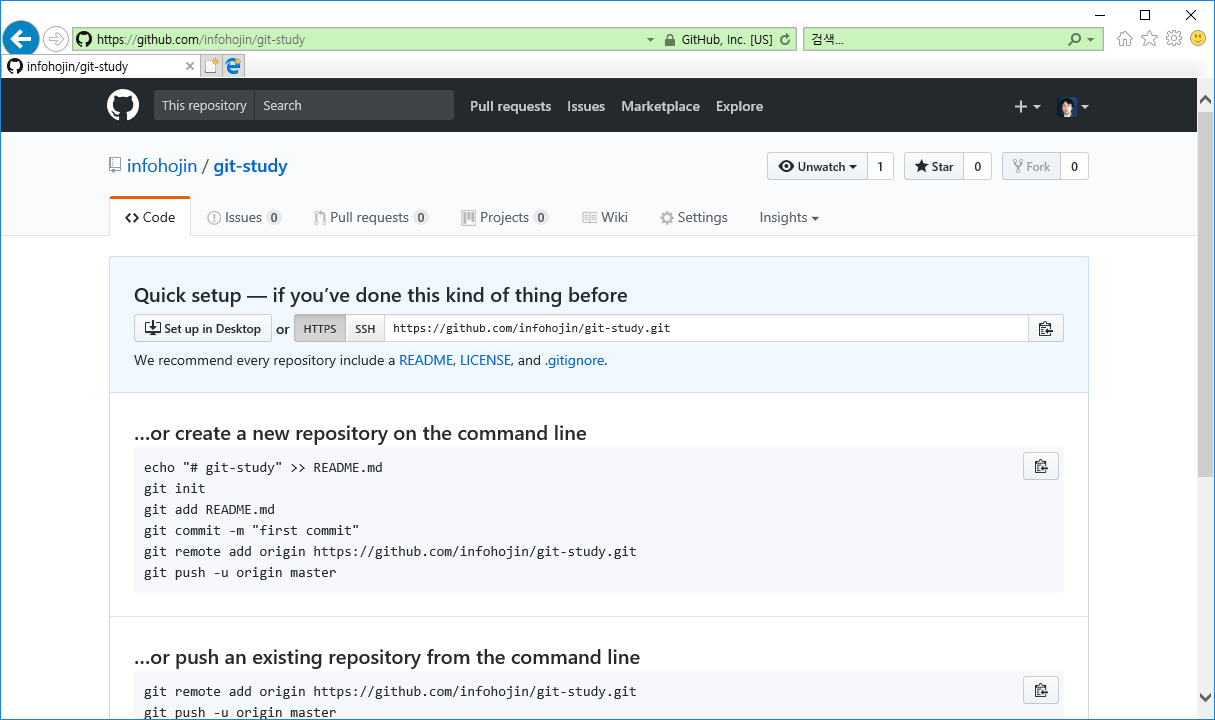 https://github.com/infohojin/git-study
GitHub, Inc. [US]
검색...
infohojin/git-study
This repository
Search
Pull requests
Issues
Marketplace
Explore
infohojin / git-study
Unwatch 1
Star 0
Fork 0
Code
Issues 0
Pull requests 0
Projects 0
Wiki
Settings
Insights
Quick setup — if you’ve done this kind of thing before
Set up in Desktop or HTTPS SSH https://github.com/infohojin/git-study.git
We recommend every repository include a README, LICENSE, and .gitignore.
…or create a new repository on the command line
echo "# git-study" >> README.md
git init
git add README.md
git commit -m "first commit"
git remote add origin https://github.com/infohojin/git-study.git
git push -u origin master
…or push an existing repository from the command line
git remote add origin https://github.com/infohojin/git-study.git
git push -u origin master